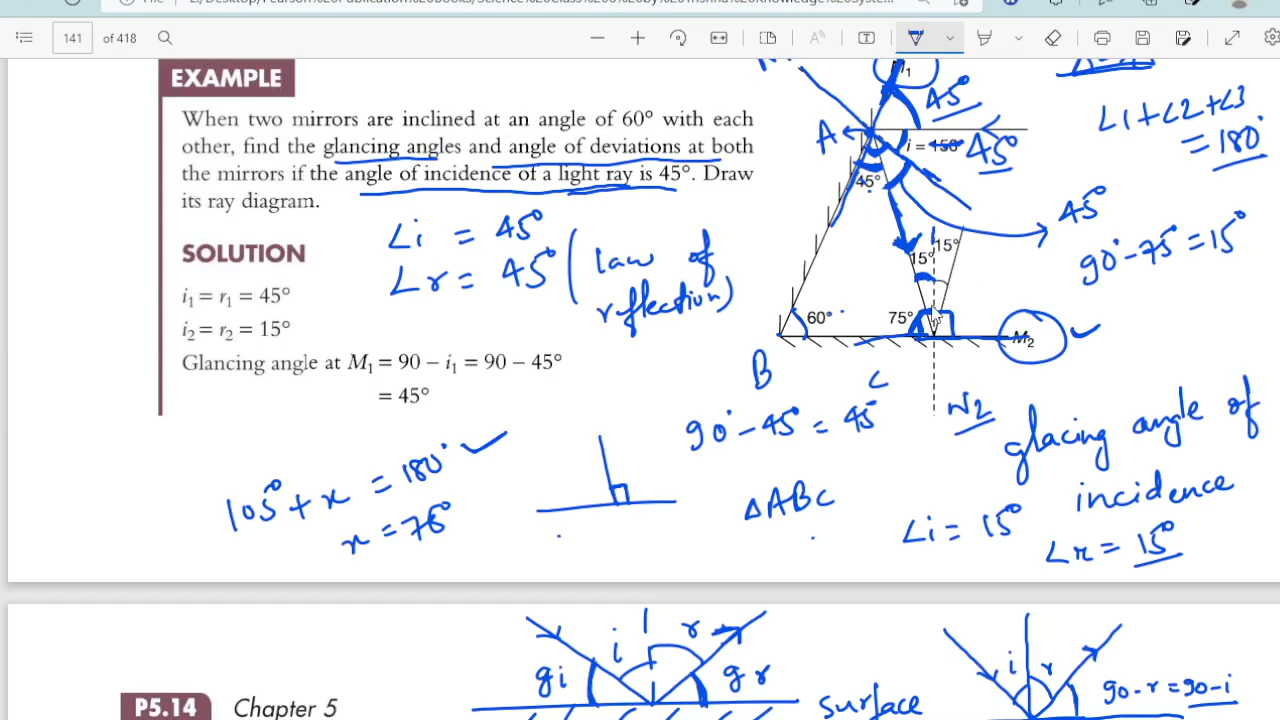 141 of 418
EXAMPLE
When two mirrors are inclined at an angle of 60° with each
other, find the glancing angles and angle of deviations at both
the mirrors if the angle of incidence of a light ray is 45°. Draw
its ray diagram.
∠i = 45°
∠r = 45° (law of
reflection)
SOLUTION
i₁ = r₁ = 45°
i₂ = r₂ = 15°
Glancing angle at M₁ = 90 – i₁ = 90 – 45°
= 45°
M₁
45°
A
i = 150° 45°
45°
45°
15°
15°
60°
75°
M₂
B
C
N2
∠1+∠2+∠3
= 180°
90°-75°=15°
90°-45° = 45°
105°+x = 180°
x = 75°
△ABC
glacing angle of
incidence
∠i = 15°
∠r = 15°
i
r
gi
gr
surface
i
r
90-r=90-i
P5.14 Chapter 5